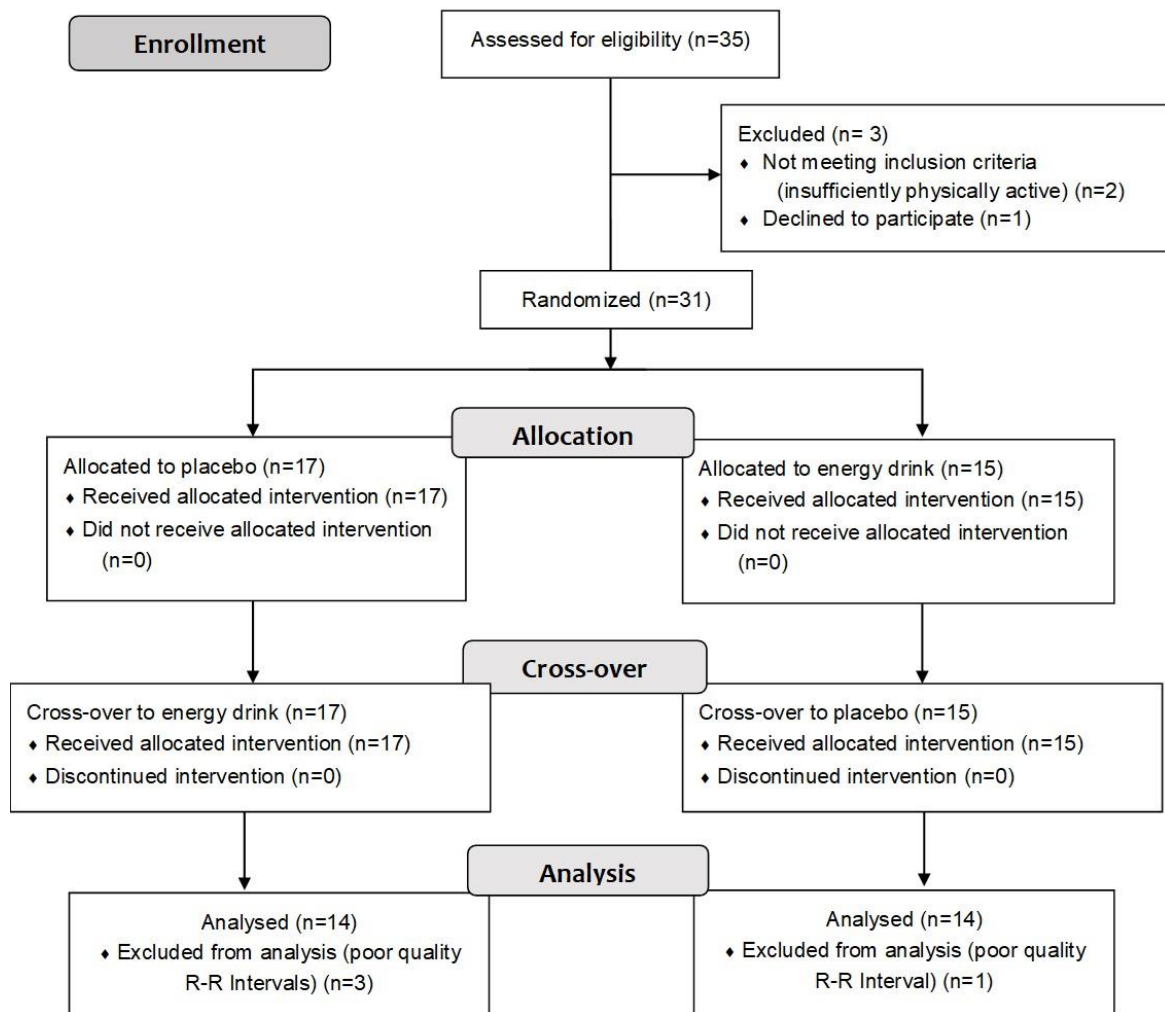 Enrollment
Assessed for eligibility (n=35)
Excluded (n= 3)
♦ Not meeting inclusion criteria
(insufficiently physically active) (n=2)
♦ Declined to participate (n=1)
Randomized (n=31)
Allocation
Allocated to placebo (n=17)
♦ Received allocated intervention (n=17)
♦ Did not receive allocated intervention
(n=0)
Allocated to energy drink (n=15)
♦ Received allocated intervention (n=15)
♦ Did not receive allocated intervention
(n=0)
Cross-over
Cross-over to energy drink (n=17)
♦ Received allocated intervention (n=17)
♦ Discontinued intervention (n=0)
Cross-over to placebo (n=15)
♦ Received allocated intervention (n=15)
♦ Discontinued intervention (n=0)
Analysis
Analysed (n=14)
♦ Excluded from analysis (poor quality
R-R Intervals) (n=3)
Analysed (n=14)
♦ Excluded from analysis (poor quality
R-R Interval) (n=1)